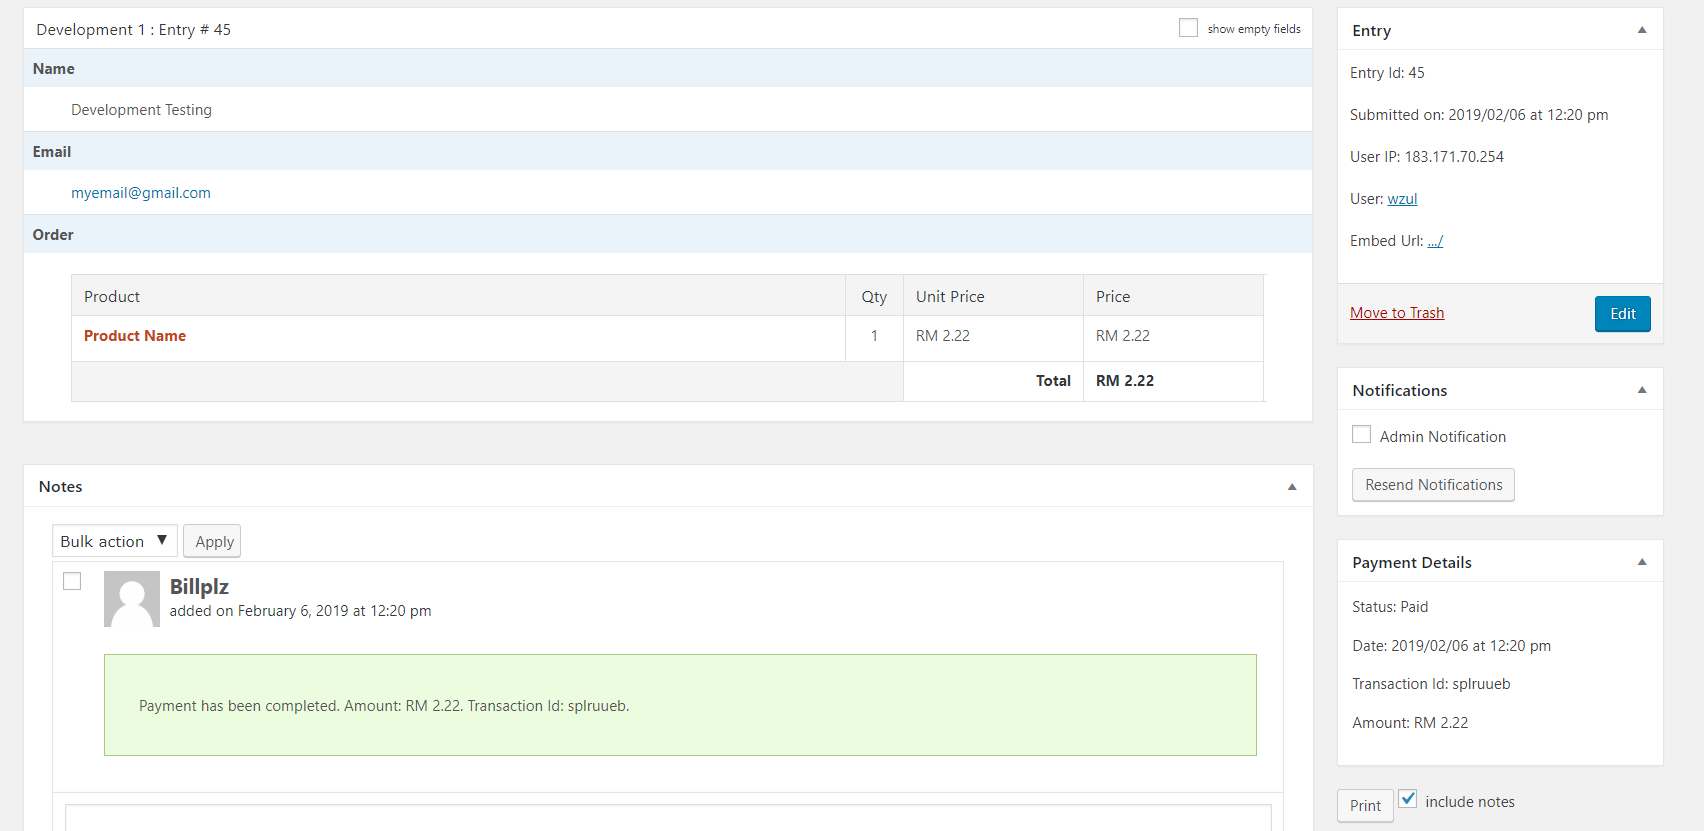 Development 1 : Entry # 45
show empty fields
Name
Development Testing
Email
myemail@gmail.com
Order
Product Qty Unit Price Price
Product Name 1 RM 2.22 RM 2.22
Total RM 2.22
Notes
Bulk action Apply
Billplz
added on February 6, 2019 at 12:20 pm
Payment has been completed. Amount: RM 2.22. Transaction Id: splruueb.
Entry
Entry Id: 45
Submitted on: 2019/02/06 at 12:20 pm
User IP: 183.171.70.254
User: wzul
Embed Url: .../
Move to Trash Edit
Notifications
Admin Notification
Resend Notifications
Payment Details
Status: Paid
Date: 2019/02/06 at 12:20 pm
Transaction Id: splruueb
Amount: RM 2.22
Print include notes